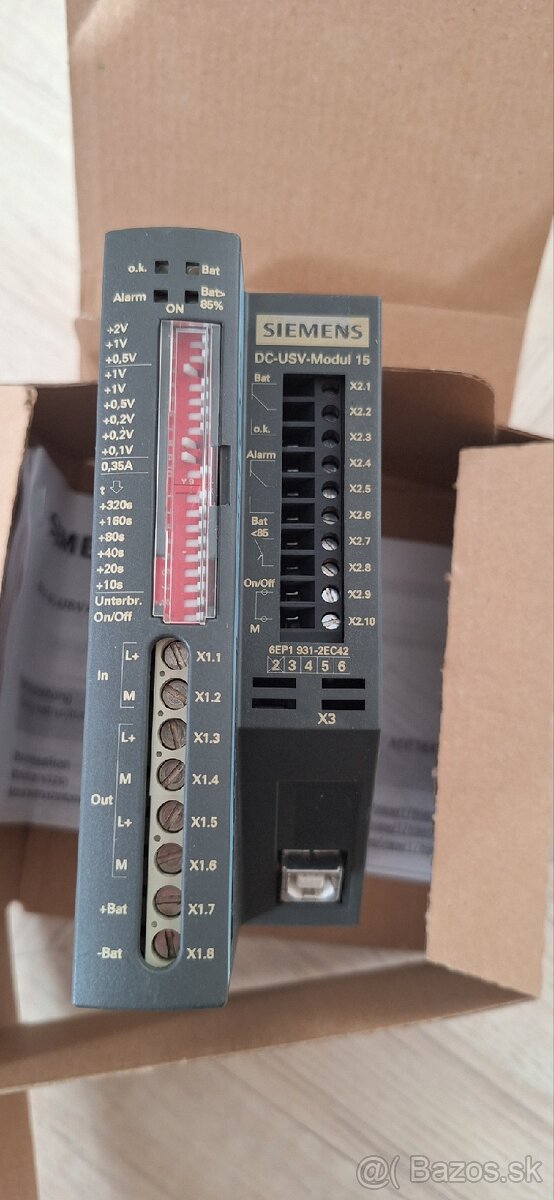 o.k. Bat
Alarm Bat>
85%
ON
+2V
+1V
+0,5V
+1V
+1V
+0,5V
+0,2V
+0,2V
+0,1V
0,35A
t
+320s
+160s
+80s
+40s
+20s
+10s
Unterbr.
On/Off
In
L+ X1.1
M X1.2
Out
L+ X1.3
M X1.4
L+ X1.5
M X1.6
+Bat X1.7
-Bat X1.8
SIEMENS
DC-USV-Modul 15
Bat X2.1
X2.2
o.k. X2.3
Alarm X2.4
X2.5
X2.6
Bat
<85
X2.7
X2.8
On/Off X2.9
M X2.10
6EP1 931-2EC42
2 3 4 5 6
X3
@( Bazos.sk